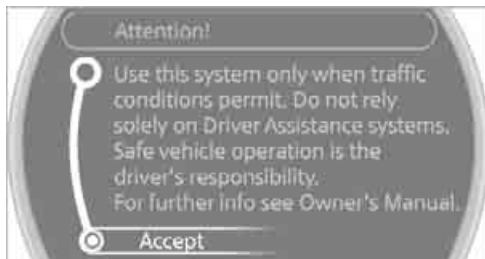 Attention!
Use this system only when traffic
conditions permit. Do not rely
solely on Driver Assistance systems.
Safe vehicle operation is the
driver's responsibility.
For further info see Owner's Manual.
Accept